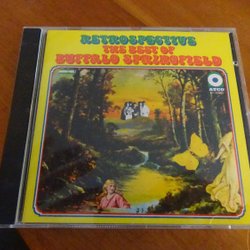 RETROSPECTIVE
THE BEST OF
BUFFALO SPRINGFIELD
ATCO